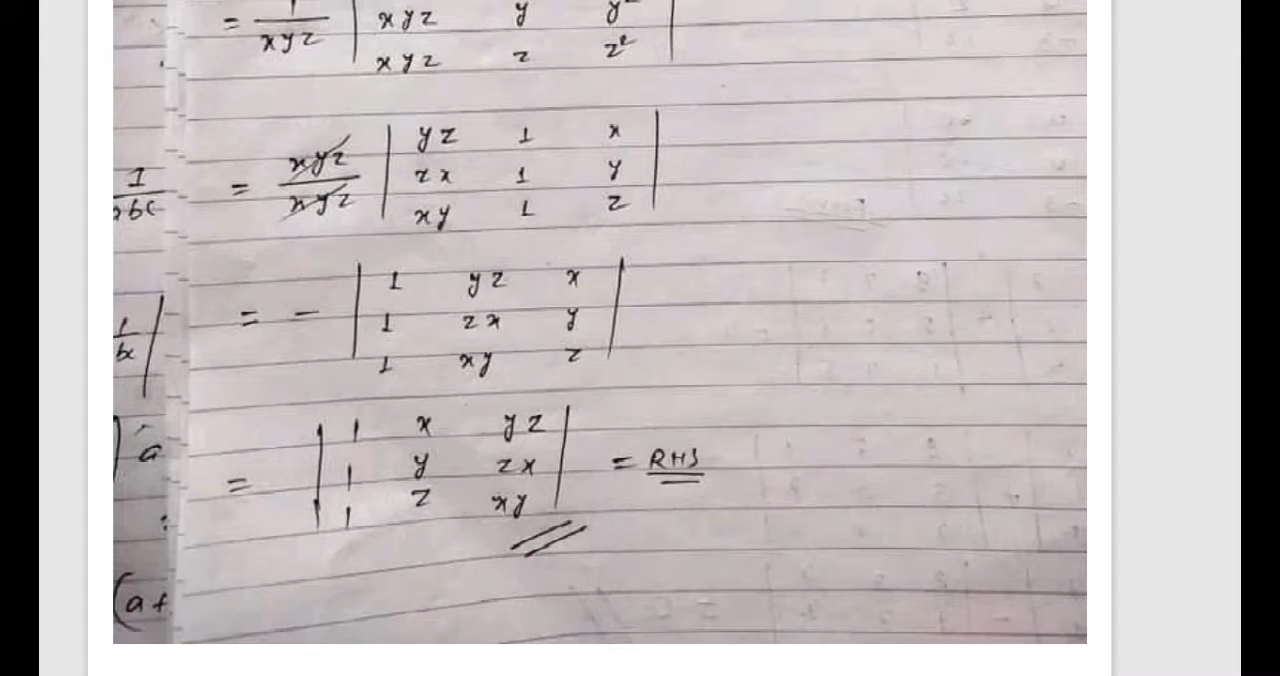 = 1/xyz | xyz y y² |
| xyz z z² |
= xyz/xyz | yz 1 x |
| zx 1 y |
| xy 1 z |
= - | 1 yz x |
| 1 zx y |
| 1 xy z |
= | 1 x yz |
| 1 y zx | = RHS
| 1 z xy |
(a+